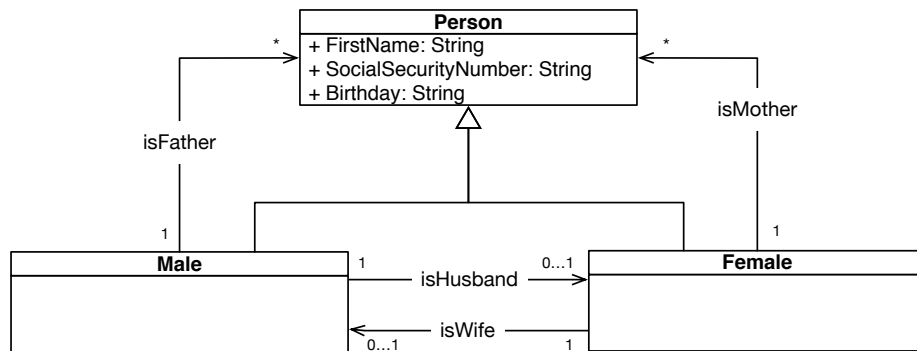 Person
+ FirstName: String
+ SocialSecurityNumber: String
+ Birthday: String
*
*
isFather
isMother
1
1
Male
Female
1
isHusband
0...1
0...1
isWife
1